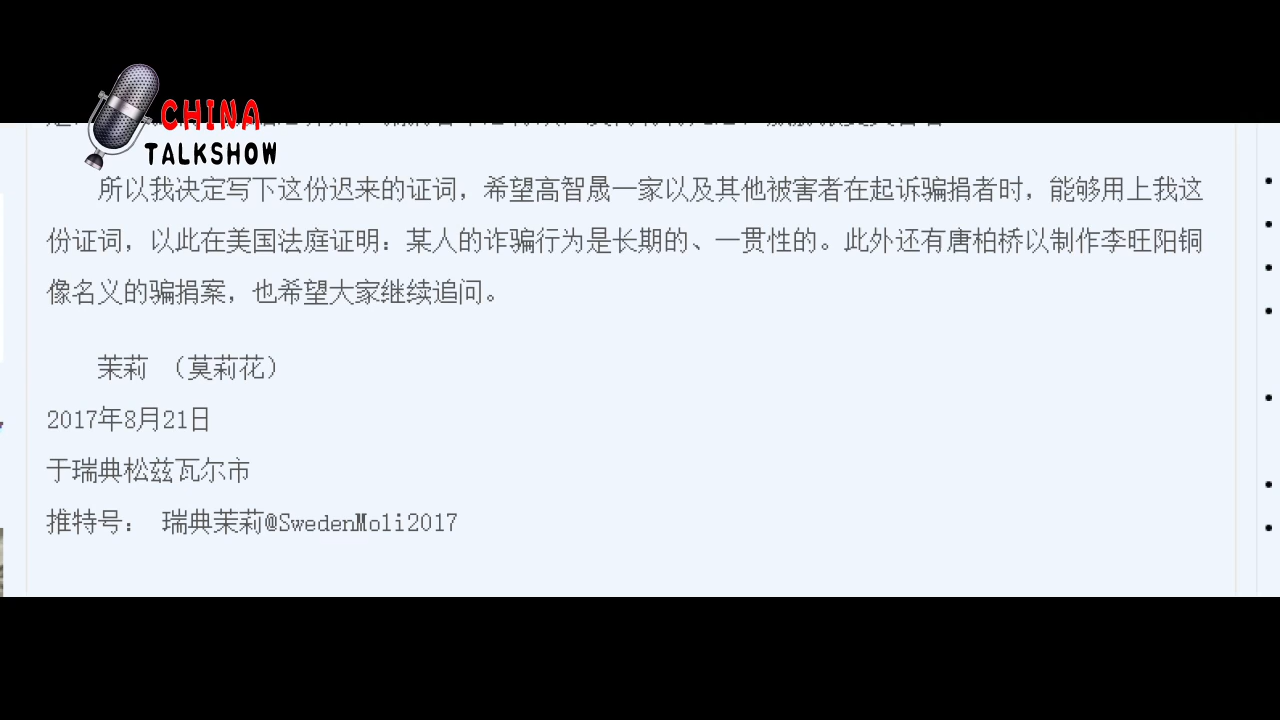 CHINA
TALKSHOW
所以我决定写下这份迟来的证词，希望高智晟一家以及其他被害者在起诉骗捐者时，能够用上我这
份证词，以此在美国法庭证明：某人的诈骗行为是长期的、一贯性的。此外还有唐柏桥以制作李旺阳铜
像名义的骗捐案，也希望大家继续追问。
茉莉 （莫莉花）
2017年8月21日
于瑞典松兹瓦尔市
推特号： 瑞典茉莉@SwedenMoli2017